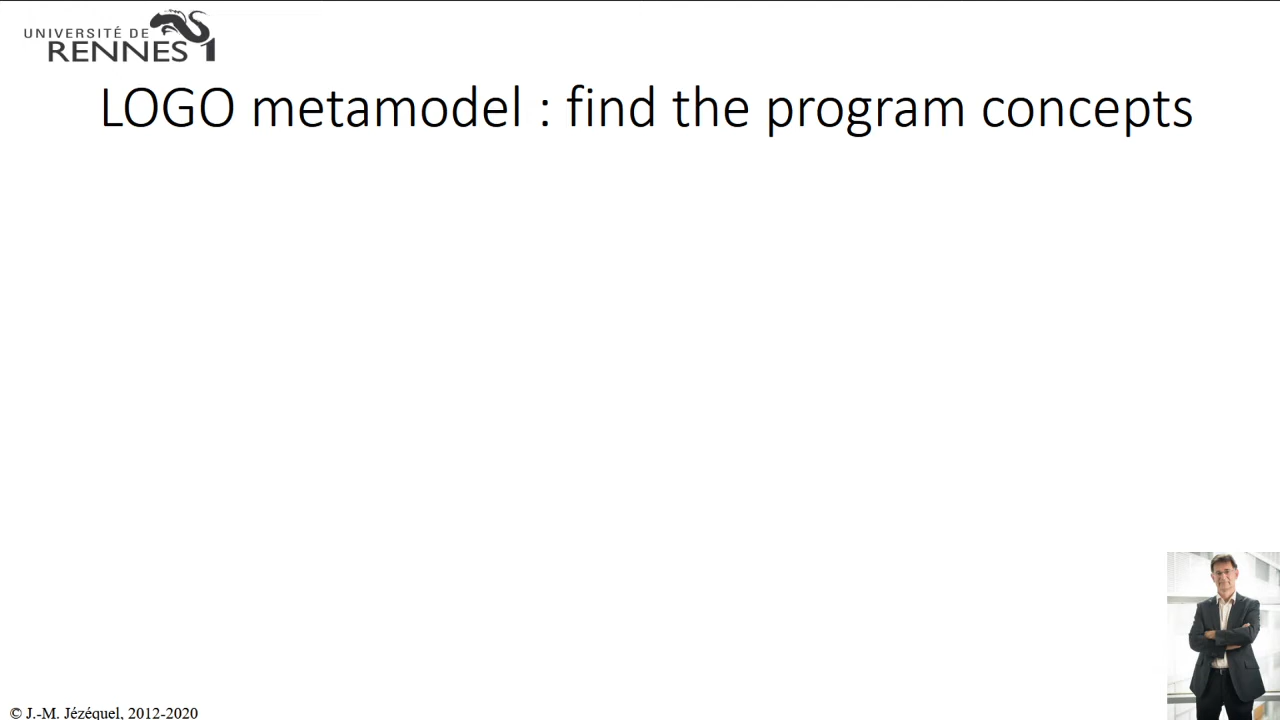 UNIVERSITÉ DE
RENNES 1
LOGO metamodel : find the program concepts
© J.-M. Jézéquel, 2012-2020